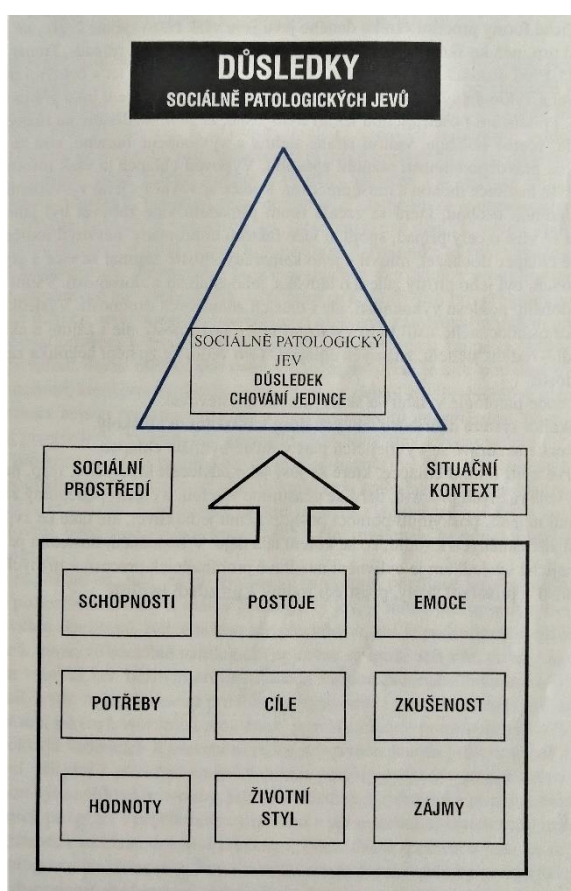 DŮSLEDKY
SOCIÁLNĚ PATOLOGICKÝCH JEVŮ
SOCIÁLNĚ PATOLOGICKÝ
JEV
DŮSLEDEK
CHOVÁNÍ JEDINCE
SOCIÁLNÍ
PROSTŘEDÍ
SITUAČNÍ
KONTEXT
SCHOPNOSTI
POSTOJE
EMOCE
POTŘEBY
CÍLE
ZKUŠENOST
HODNOTY
ŽIVOTNÍ
STYL
ZÁJMY